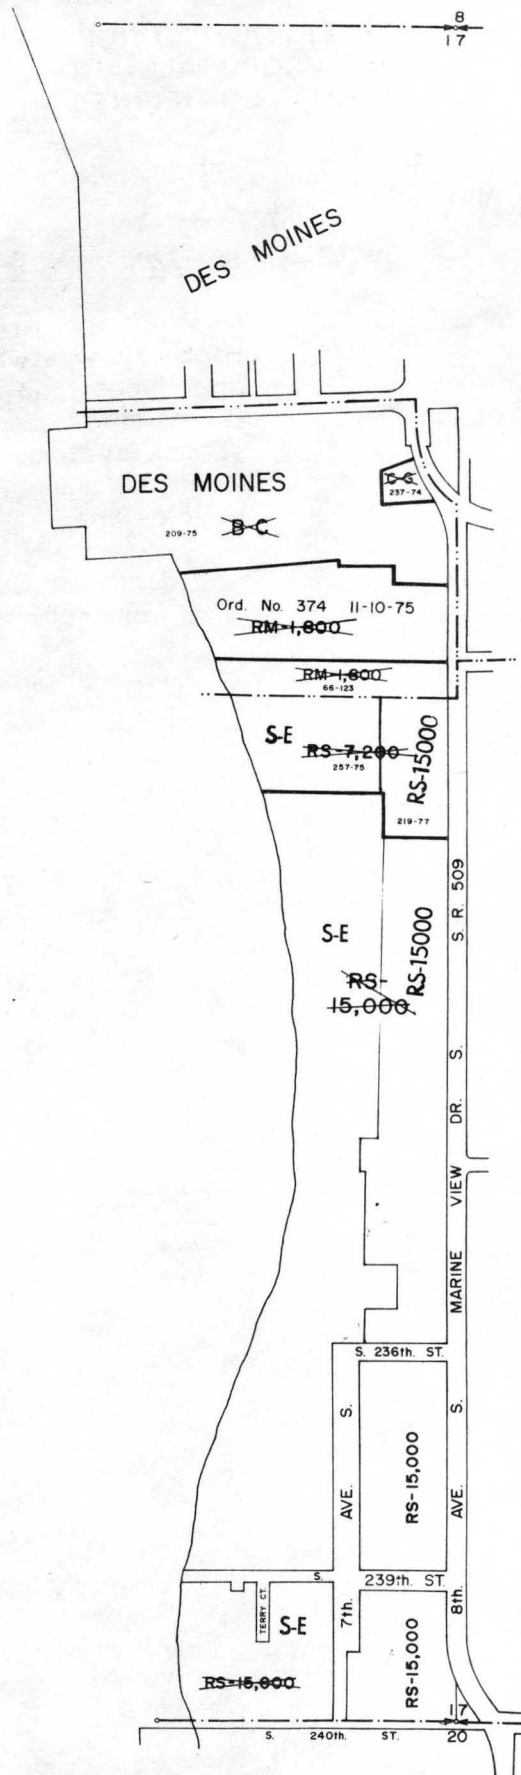 8
17
DES MOINES
DES MOINES
C-G
237-74
209-75
B-C
Ord. No. 374 11-10-75
RM-1,800
RM-1,800
66-123
S-E
RS-7,200
257-75
RS-15000
219-77
S-E
RS-15000
RS-
15,000
S. R. 509
MARINE VIEW DR. S.
S. 236th. ST.
7th. AVE. S.
RS-15,000
8th. AVE. S.
S. 239th. ST.
TERRY CT.
S-E
RS-15,000
RS-15,000
17
20
S. 240th. ST.